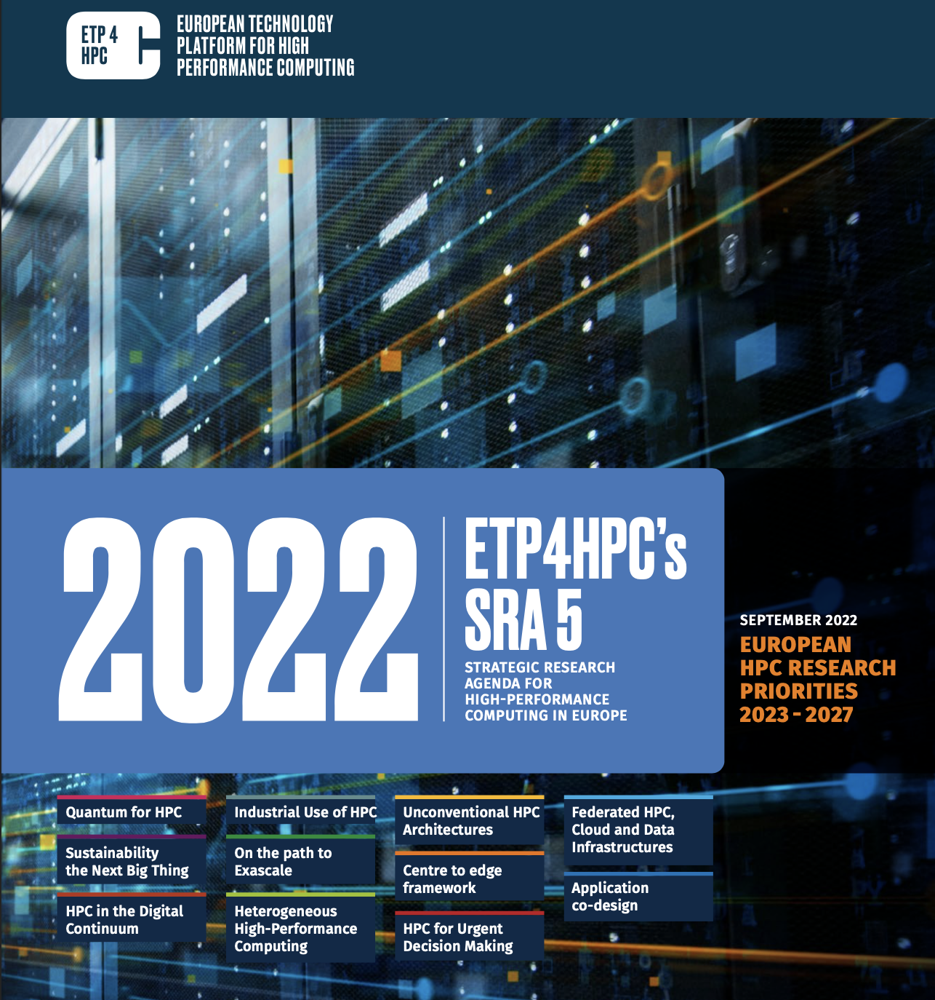 ETP 4
HPC
EUROPEAN TECHNOLOGY
PLATFORM FOR HIGH
PERFORMANCE COMPUTING
2022
ETP4HPC’s
SRA 5
STRATEGIC RESEARCH
AGENDA FOR
HIGH-PERFORMANCE
COMPUTING IN EUROPE
SEPTEMBER 2022
EUROPEAN
HPC RESEARCH
PRIORITIES
2023 - 2027
Quantum for HPC
Sustainability
the Next Big Thing
HPC in the Digital
Continuum
Industrial Use of HPC
On the path to
Exascale
Heterogeneous
High-Performance
Computing
Unconventional HPC
Architectures
Centre to edge
framework
HPC for Urgent
Decision Making
Federated HPC,
Cloud and Data
Infrastructures
Application
co-design